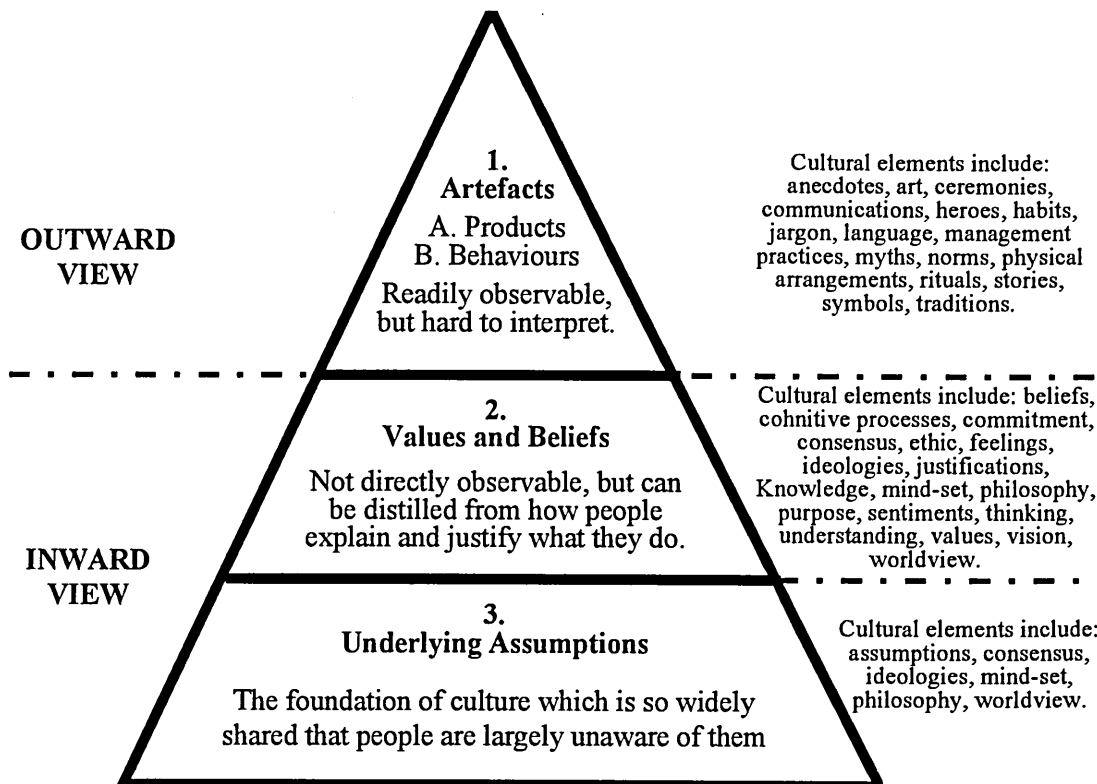 1.
Artefacts
A. Products
B. Behaviours
Readily observable,
but hard to interpret.
OUTWARD
VIEW
Cultural elements include:
anecdotes, art, ceremonies,
communications, heroes, habits,
jargon, language, management
practices, myths, norms, physical
arrangements, rituals, stories,
symbols, traditions.
2.
Values and Beliefs
Not directly observable, but can
be distilled from how people
explain and justify what they do.
Cultural elements include: beliefs,
cohnitive processes, commitment,
consensus, ethic, feelings,
ideologies, justifications,
Knowledge, mind-set, philosophy,
purpose, sentiments, thinking,
understanding, values, vision,
worldview.
INWARD
VIEW
3.
Underlying Assumptions
The foundation of culture which is so widely
shared that people are largely unaware of them
Cultural elements include:
assumptions, consensus,
ideologies, mind-set,
philosophy, worldview.